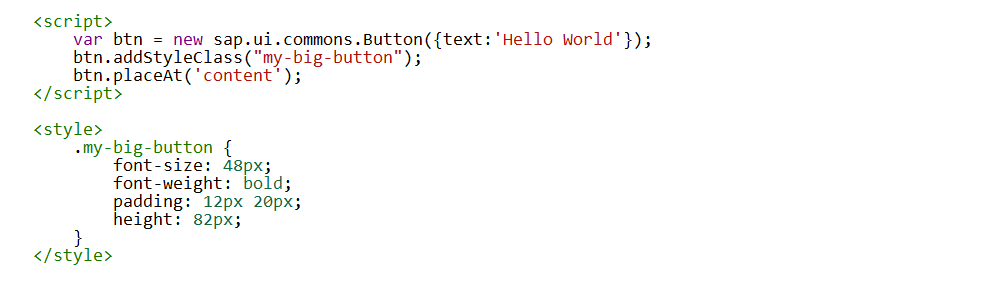 <script>
    var btn = new sap.ui.commons.Button({text:'Hello World'});
    btn.addStyleClass("my-big-button");
    btn.placeAt('content');
</script>

<style>
    .my-big-button {
        font-size: 48px;
        font-weight: bold;
        padding: 12px 20px;
        height: 82px;
    }
</style>